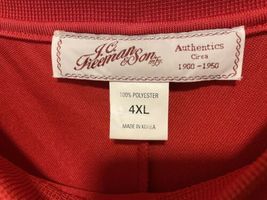 J.C.
Freeman
& Son
Authentics
Circa
1900-1950
100% POLYESTER
4XL
MADE IN KOREA